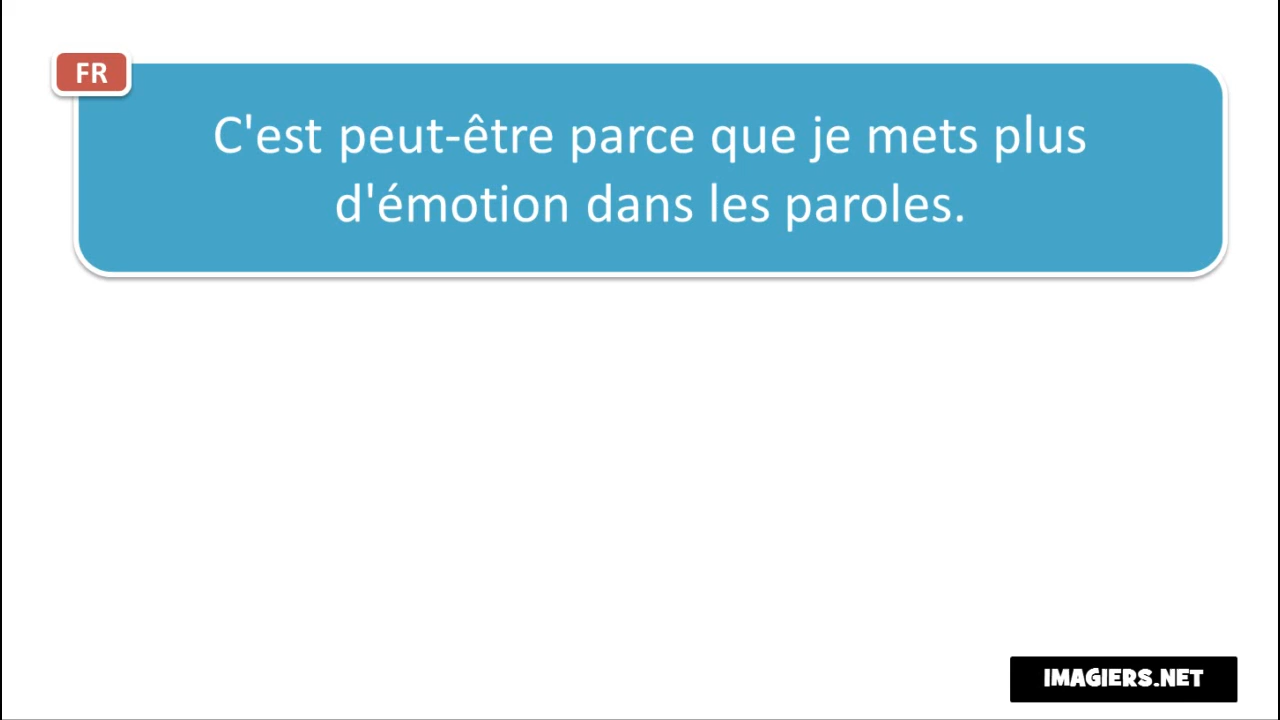 FR
C'est peut-être parce que je mets plus
d'émotion dans les paroles.
IMAGIERS.NET